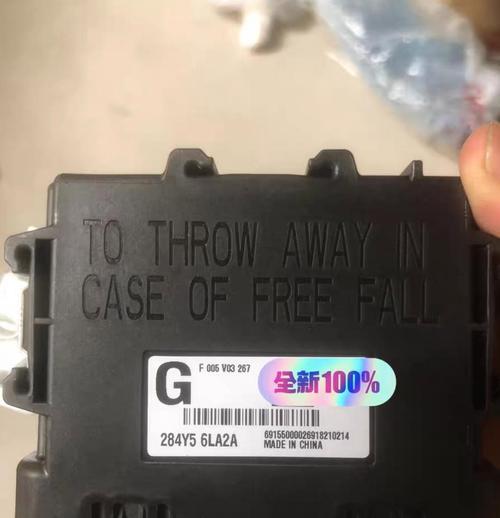 TO THROW AWAY IN
CASE OF FREE FALL
G
F 005 V03 267
全新100%
284Y5 6LA2A
69155000026918210214
MADE IN CHINA